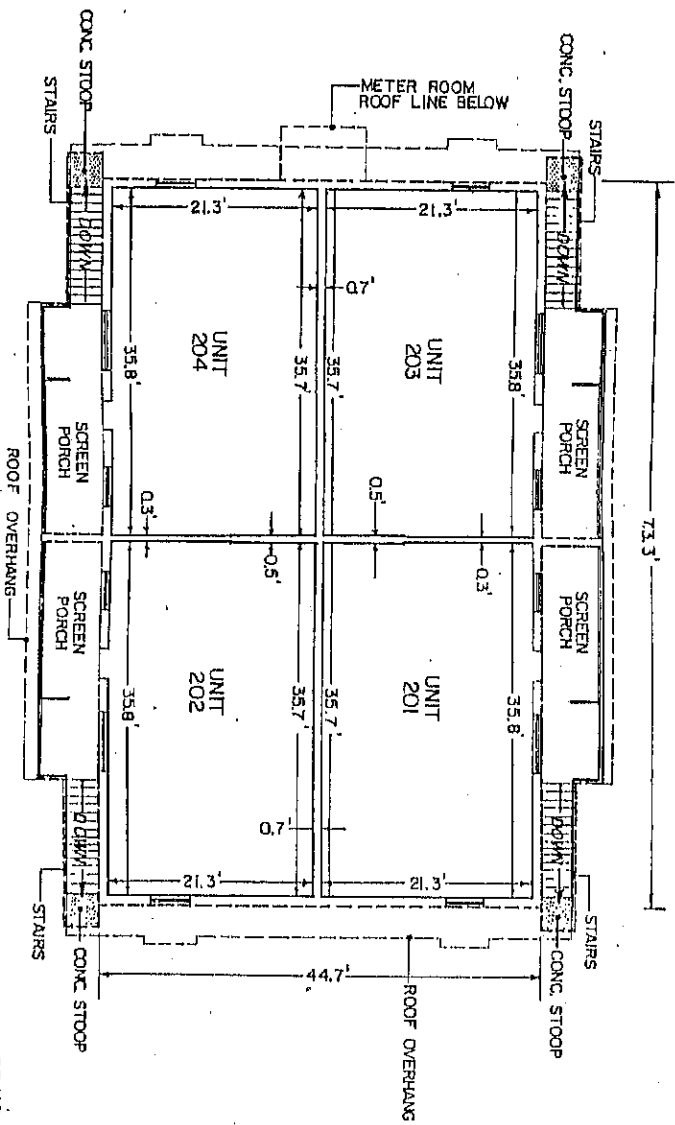 CONC. STOOP
STAIRS
METER ROOM
ROOF LINE BELOW
CONC. STOOP
STAIRS
DOWN
DOWN
21.3'
21.3'
0.7'
35.8'
UNIT
204
35.7'
35.7'
UNIT
203
35.8'
73.3'
SCREEN
PORCH
SCREEN
PORCH
ROOF OVERHANG
0.3'
0.5'
0.5'
0.3'
SCREEN
PORCH
SCREEN
PORCH
35.8'
UNIT
202
35.7'
35.7'
UNIT
201
35.8'
0.7'
DOWN
DOWN
21.3'
21.3'
STAIRS
CONC. STOOP
44.7'
ROOF OVERHANG
CONC. STOOP
STAIRS